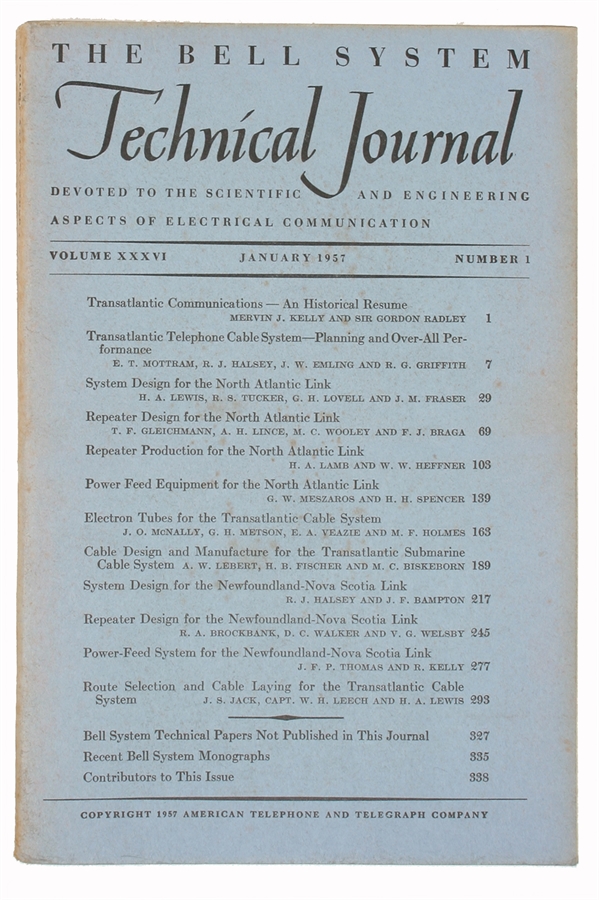 THE BELL SYSTEM
Technical Journal
DEVOTED TO THE SCIENTIFIC AND ENGINEERING
ASPECTS OF ELECTRICAL COMMUNICATION
VOLUME XXXVI JANUARY 1957 NUMBER 1
Transatlantic Communications — An Historical Resume
MERVIN J. KELLY AND SIR GORDON RADLEY 1
Transatlantic Telephone Cable System—Planning and Over-All Per-
formance
E. T. MOTTRAM, R. J. HALSEY, J. W. EMLING AND R. G. GRIFFITH 7
System Design for the North Atlantic Link
H. A. LEWIS, R. S. TUCKER, G. H. LOVELL AND J. M. FRASER 29
Repeater Design for the North Atlantic Link
T. F. GLEICHMANN, A. H. LINCE, M. C. WOOLEY AND F. J. BRAGA 69
Repeater Production for the North Atlantic Link
H. A. LAMB AND W. W. HEFFNER 103
Power Feed Equipment for the North Atlantic Link
G. W. MESZAROS AND H. H. SPENCER 139
Electron Tubes for the Transatlantic Cable System
J. O. McNALLY, G. H. METSON, E. A. VEAZIE AND M. F. HOLMES 163
Cable Design and Manufacture for the Transatlantic Submarine
Cable System A. W. LEBERT, H. B. FISCHER AND M. C. BISKEBORN 189
System Design for the Newfoundland-Nova Scotia Link
R. J. HALSEY AND J. F. BAMPTON 217
Repeater Design for the Newfoundland-Nova Scotia Link
R. A. BROCKBANK, D. C. WALKER AND V. G. WELSBY 245
Power-Feed System for the Newfoundland-Nova Scotia Link
J. F. P. THOMAS AND R. KELLY 277
Route Selection and Cable Laying for the Transatlantic Cable
System J. S. JACK, CAPT. W. H. LEECH AND H. A. LEWIS 293
Bell System Technical Papers Not Published in This Journal 327
Recent Bell System Monographs 335
Contributors to This Issue 338
COPYRIGHT 1957 AMERICAN TELEPHONE AND TELEGRAPH COMPANY